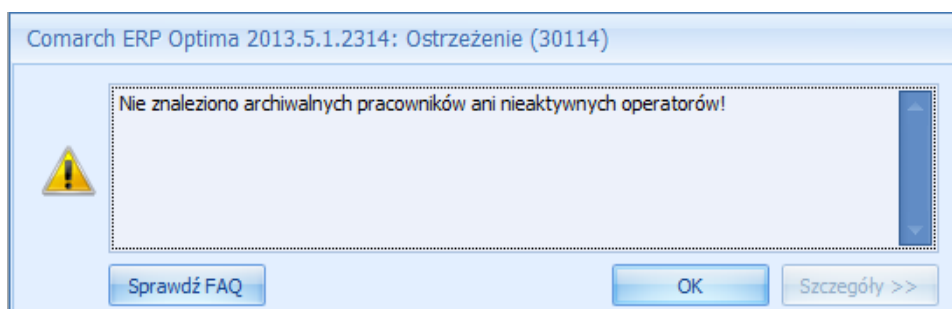 Comarch ERP Optima 2013.5.1.2314: Ostrzeżenie (30114)
Nie znaleziono archiwalnych pracowników ani nieaktywnych operatorów!
Sprawdź FAQ
OK
Szczegóły >>